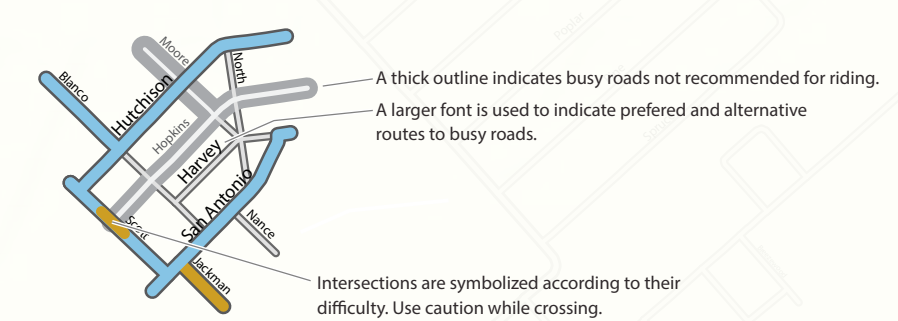 Moore
Blanco
North
Hutchison
A thick outline indicates busy roads not recommended for riding.
A larger font is used to indicate prefered and alternative
routes to busy roads.
Hopkins
Harvey
San Antonio
Nance
Jackman
Intersections are symbolized according to their
difficulty. Use caution while crossing.
Poplar